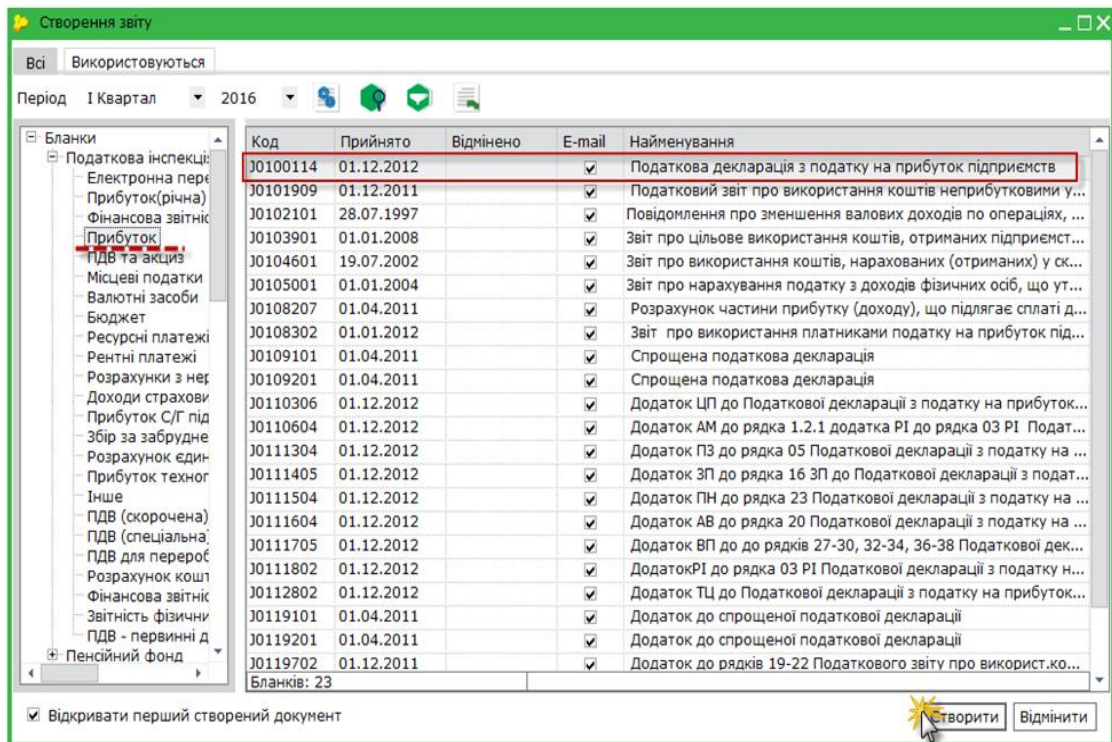 Створення звіту
Всі Використовуються
Період І Квартал 2016
Бланки
Податкова інспекці
Електронна пере
Прибуток(річна)
Фінансова звітніс
Прибуток
ПДВ та акциз
Місцеві податки
Валютні засоби
Бюджет
Ресурсні платежі
Рентні платежі
Розрахунки з нер
Доходи страхови
Прибуток С/Г під
Збір за забрудне
Розрахунок єдин
Прибуток техног
Інше
ПДВ (скорочена)
ПДВ (спеціальна)
ПДВ для перероб
Розрахунок кошт
Фінансова звітніс
Звітність фізични
ПДВ - первинні д
Пенсійний фонд
Код Прийнято Відмінено E-mail Найменування
J0100114 01.12.2012 Податкова декларація з податку на прибуток підприємств
J0101909 01.12.2011 Податковий звіт про використання коштів неприбутковими у...
J0102101 28.07.1997 Повідомлення про зменшення валових доходів по операціях, ...
J0103901 01.01.2008 Звіт про цільове використання коштів, отриманих підприємст...
J0104601 19.07.2002 Звіт про використання коштів, нарахованих (отриманих) у ск...
J0105001 01.01.2004 Звіт про нарахування податку з доходів фізичних осіб, що ут...
J0108207 01.04.2011 Розрахунок частини прибутку (доходу), що підлягає сплаті д...
J0108302 01.01.2012 Звіт про використання платниками податку на прибуток під...
J0109101 01.04.2011 Спрощена податкова декларація
J0109201 01.04.2011 Спрощена податкова декларація
J0110306 01.12.2012 Додаток ЦП до Податкової декларації з податку на прибуток...
J0110604 01.12.2012 Додаток АМ до рядка 1.2.1 додатка РІ до рядка 03 РІ Подат...
J0111304 01.12.2012 Додаток ПЗ до рядка 05 Податкової декларації з податку на ...
J0111405 01.12.2012 Додаток ЗП до рядка 16 ЗП до Податкової декларації з подат...
J0111504 01.12.2012 Додаток ПН до рядка 23 Податкової декларації з податку на ...
J0111604 01.12.2012 Додаток АВ до рядка 20 Податкової декларації з податку на ...
J0111705 01.12.2012 Додаток ВП до до рядків 27-30, 32-34, 36-38 Податкової дек...
J0111802 01.12.2012 ДодатокРІ до рядка 03 РІ Податкової декларації з податку н...
J0112802 01.12.2012 Додаток ТЦ до Податкової декларації з податку на прибуток...
J0119101 01.04.2011 Додаток до спрощеної податкової декларації
J0119201 01.04.2011 Додаток до спрощеної податкової декларації
J0119702 01.12.2011 Додаток до рядків 19-22 Податкового звіту про використ.ко...
Бланків: 23
Відкривати перший створений документ
Створити Відмінити